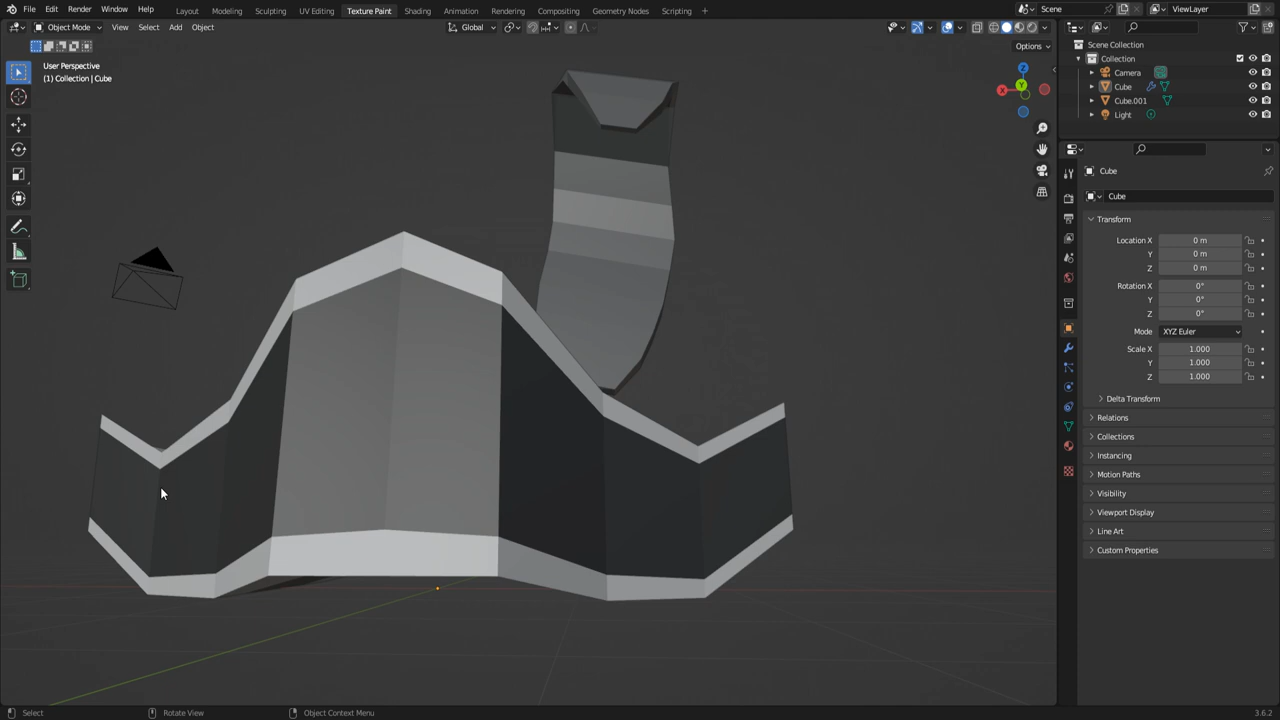 File Edit Render Window Help Layout Modeling Sculpting UV Editing Texture Paint Shading Animation Rendering Compositing Geometry Nodes Scripting Scene ViewLayer
Object Mode View Select Add Object Global
Options
User Perspective
(1) Collection | Cube
Z
Y
X
Scene Collection
Collection
Camera
Cube
Cube.001
Light
Cube
Cube
Transform
Location X 0 m
Y 0 m
Z 0 m
Rotation X 0°
Y 0°
Z 0°
Mode XYZ Euler
Scale X 1.000
Y 1.000
Z 1.000
Delta Transform
Relations
Collections
Instancing
Motion Paths
Visibility
Viewport Display
Line Art
Custom Properties
Select Rotate View Object Context Menu 3.6.2